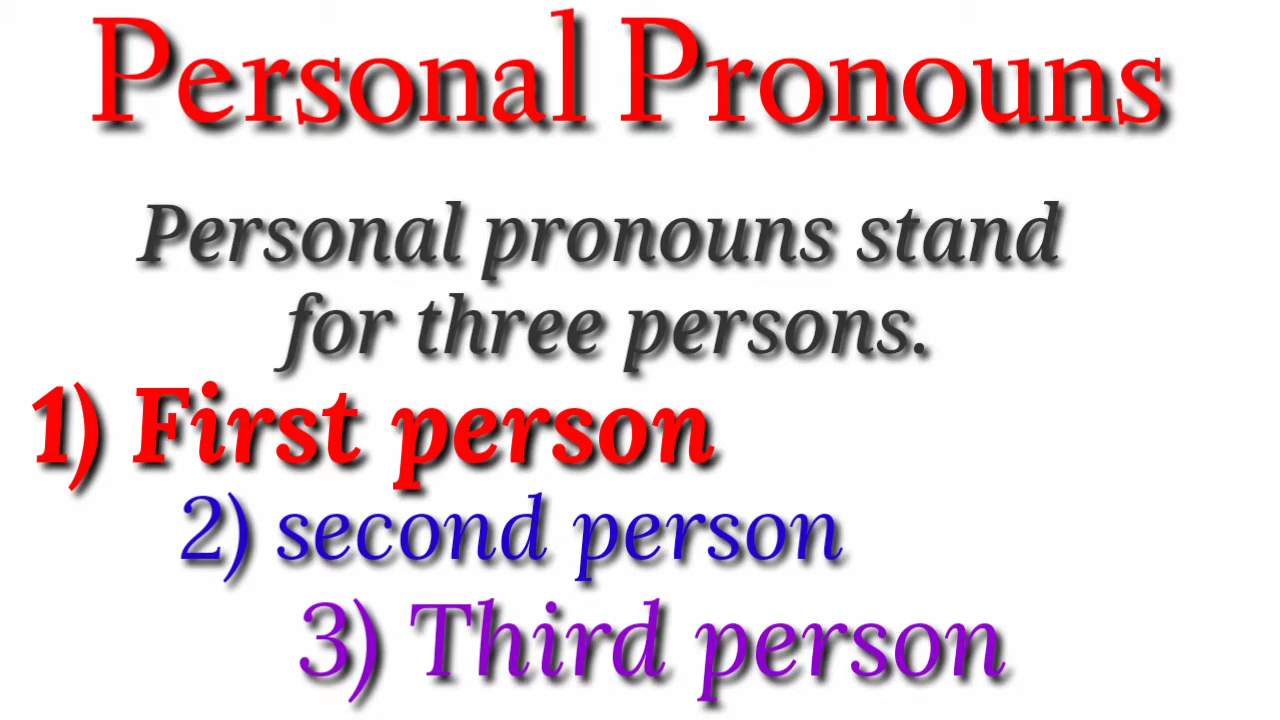 Personal Pronouns
Personal pronouns stand
for three persons.
1) First person
2) second person
3) Third person